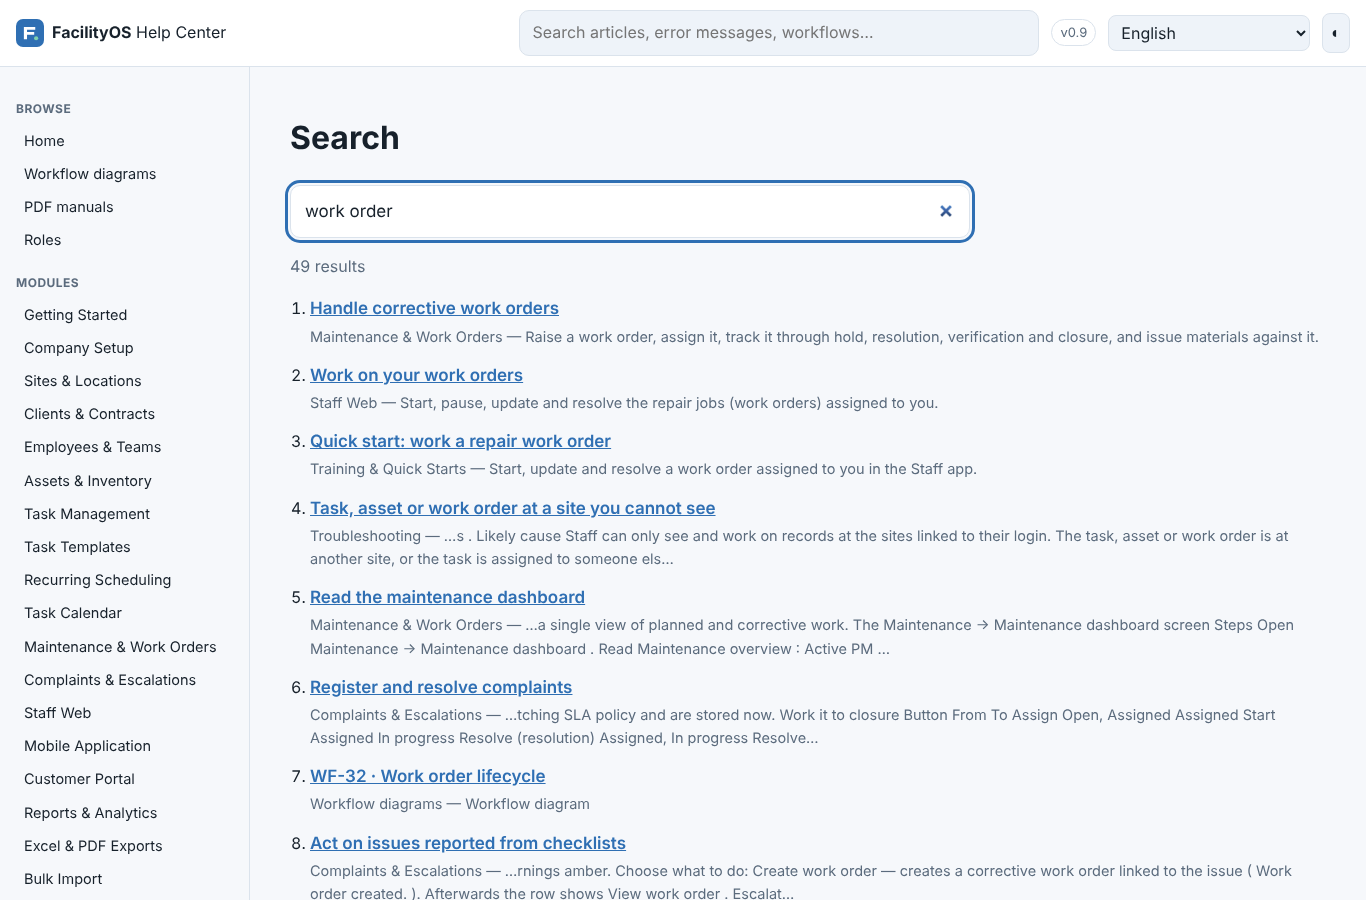 FacilityOS Help Center
Search articles, error messages, workflows...
v0.9
English
BROWSE
Home
Workflow diagrams
PDF manuals
Roles
MODULES
Getting Started
Company Setup
Sites & Locations
Clients & Contracts
Employees & Teams
Assets & Inventory
Task Management
Task Templates
Recurring Scheduling
Task Calendar
Maintenance & Work Orders
Complaints & Escalations
Staff Web
Mobile Application
Customer Portal
Reports & Analytics
Excel & PDF Exports
Bulk Import
Search
work order
49 results
1. Handle corrective work orders
Maintenance & Work Orders — Raise a work order, assign it, track it through hold, resolution, verification and closure, and issue materials against it.
2. Work on your work orders
Staff Web — Start, pause, update and resolve the repair jobs (work orders) assigned to you.
3. Quick start: work a repair work order
Training & Quick Starts — Start, update and resolve a work order assigned to you in the Staff app.
4. Task, asset or work order at a site you cannot see
Troubleshooting — ...s . Likely cause Staff can only see and work on records at the sites linked to their login. The task, asset or work order is at
another site, or the task is assigned to someone els...
5. Read the maintenance dashboard
Maintenance & Work Orders — ...a single view of planned and corrective work. The Maintenance → Maintenance dashboard screen Steps Open
Maintenance → Maintenance dashboard . Read Maintenance overview : Active PM ...
6. Register and resolve complaints
Complaints & Escalations — ...tching SLA policy and are stored now. Work it to closure Button From To Assign Open, Assigned Assigned Start
Assigned In progress Resolve (resolution) Assigned, In progress Resolve...
7. WF-32 · Work order lifecycle
Workflow diagrams — Workflow diagram
8. Act on issues reported from checklists
Complaints & Escalations — ...rnings amber. Choose what to do: Create work order — creates a corrective work order linked to the issue ( Work
order created. ). Afterwards the row shows View work order . Escalat...